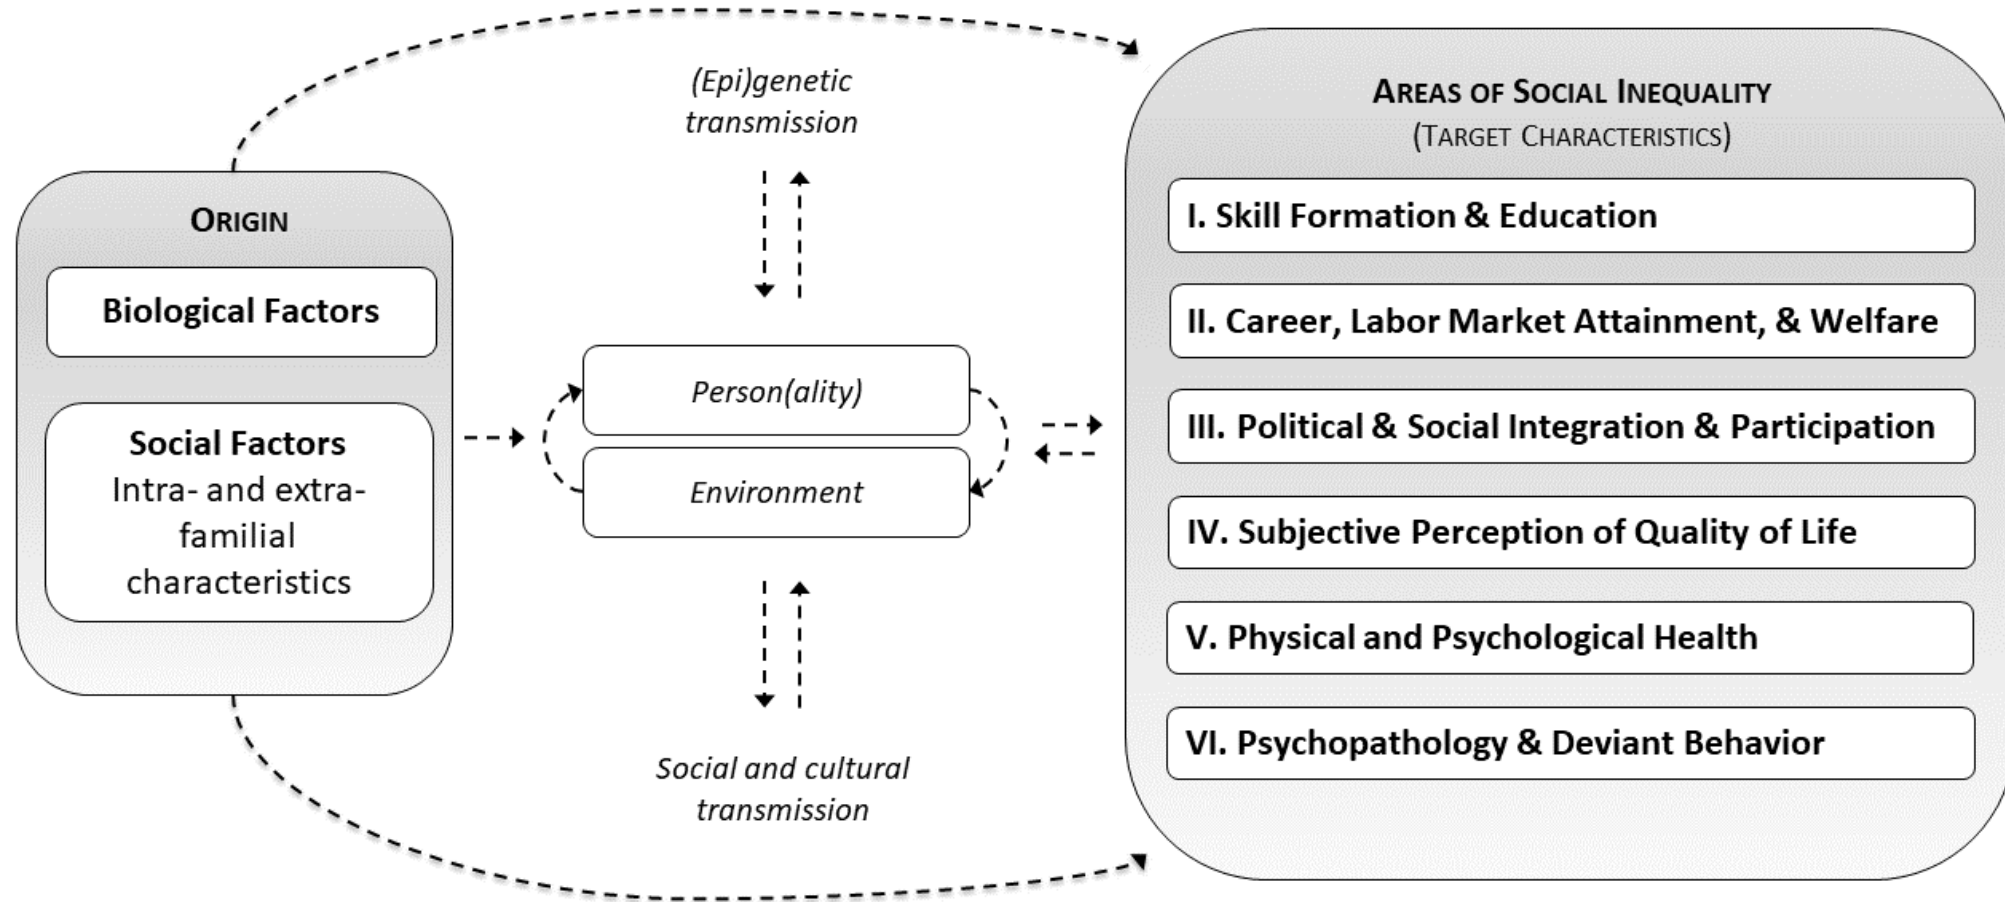 (Epi)genetic
transmission
ORIGIN
Biological Factors
Social Factors
Intra- and extra-
familial
characteristics
Person(ality)
Environment
Social and cultural
transmission
AREAS OF SOCIAL INEQUALITY
(TARGET CHARACTERISTICS)
I. Skill Formation & Education
II. Career, Labor Market Attainment, & Welfare
III. Political & Social Integration & Participation
IV. Subjective Perception of Quality of Life
V. Physical and Psychological Health
VI. Psychopathology & Deviant Behavior